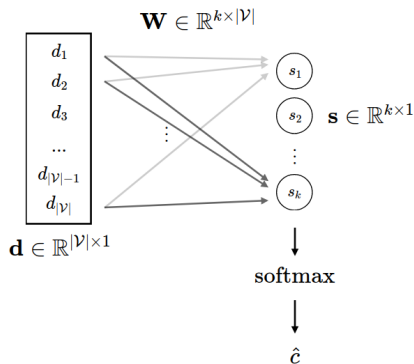 W ∈ ℝ^{k×|𝒱|}
d_1
d_2
d_3
...
d_{|𝒱|−1}
d_{|𝒱|}
d ∈ ℝ^{|𝒱|×1}
⋮
s_1
s_2
⋮
s_k
s ∈ ℝ^{k×1}
softmax
ĉ